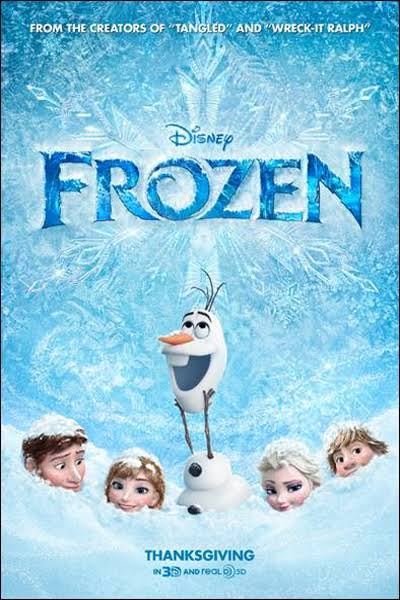 FROM THE CREATORS OF "TANGLED" AND "WRECK-IT RALPH"
Disney
FROZEN
THANKSGIVING
IN 3D AND REAL D 3D